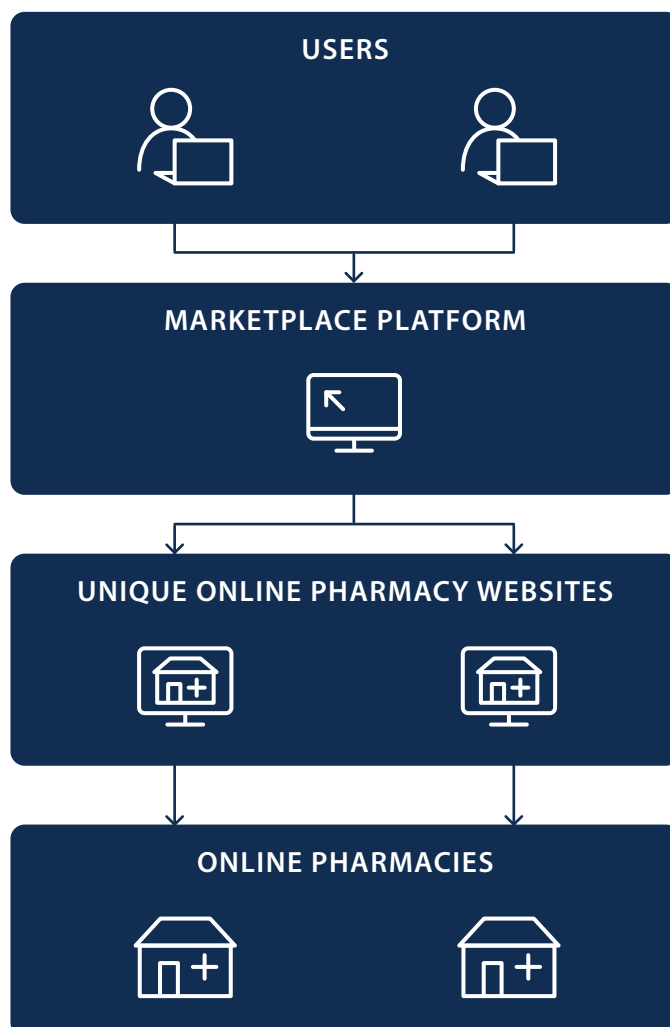 USERS
MARKETPLACE PLATFORM
UNIQUE ONLINE PHARMACY WEBSITES
ONLINE PHARMACIES